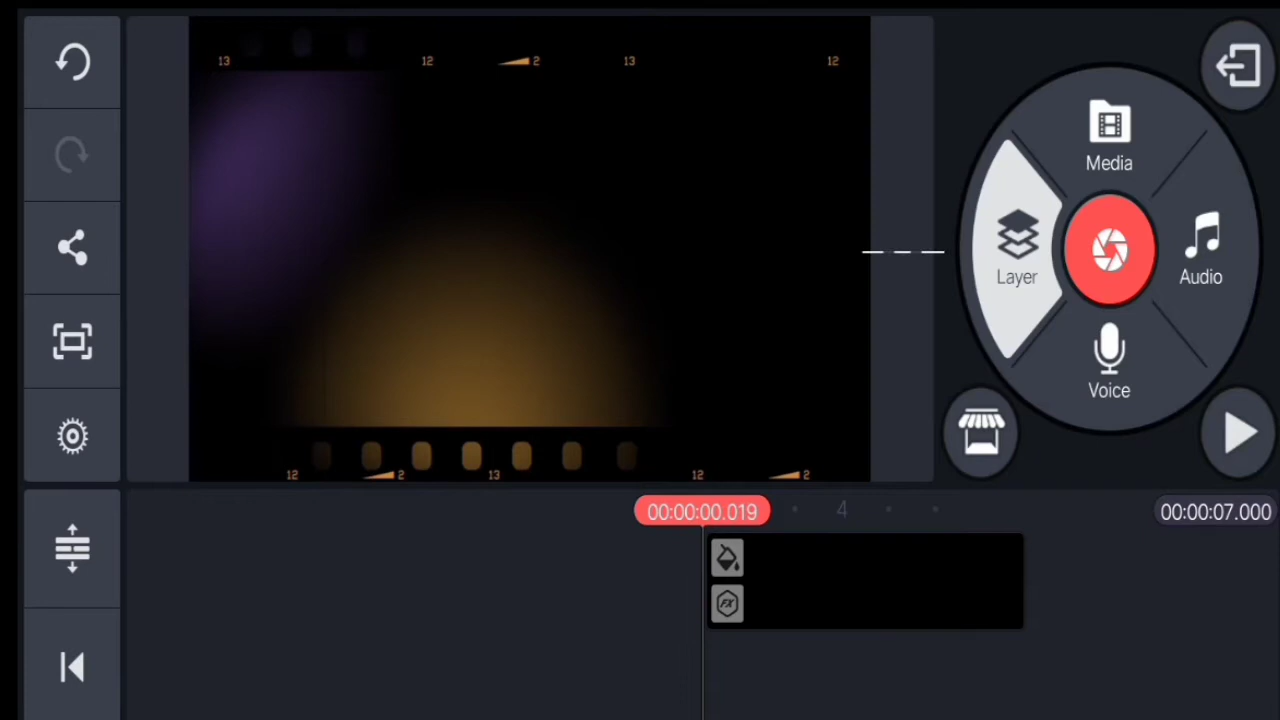 13 12 2 13 12
Media
Layer
Audio
Voice
12 2 13 12 2
00:00:00.019
4
00:00:07.000
FX